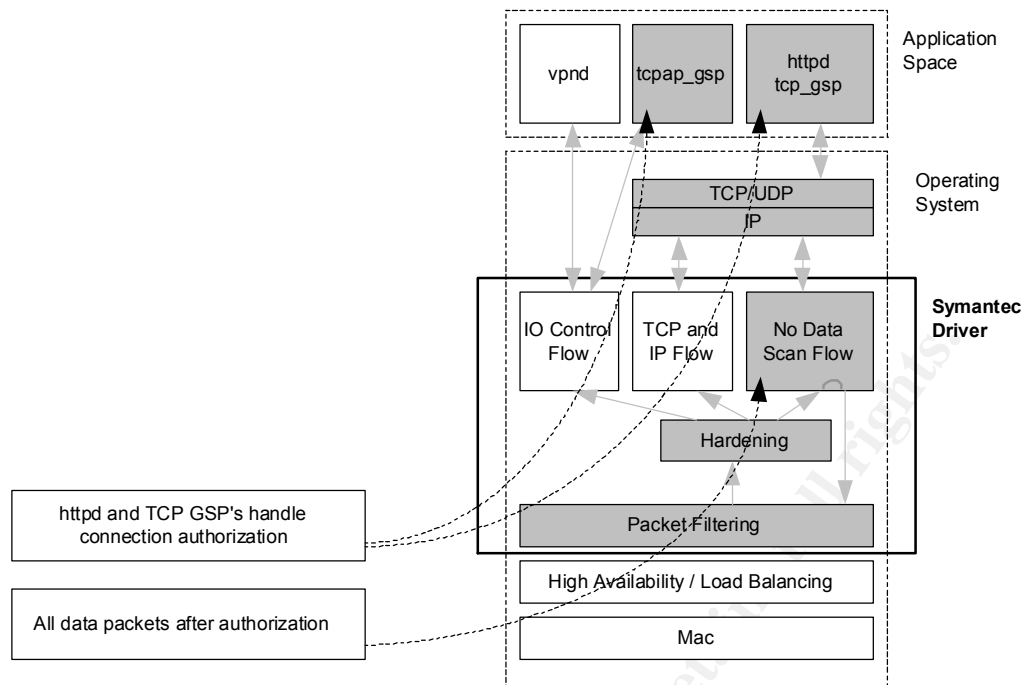 Application
Space
vpnd
tcpap_gsp
httpd
tcp_gsp
Operating
System
TCP/UDP
IP
Symantec
Driver
IO Control
Flow
TCP and
IP Flow
No Data
Scan Flow
Hardening
Packet Filtering
httpd and TCP GSP's handle
connection authorization
High Availability / Load Balancing
All data packets after authorization
Mac
ll rights.